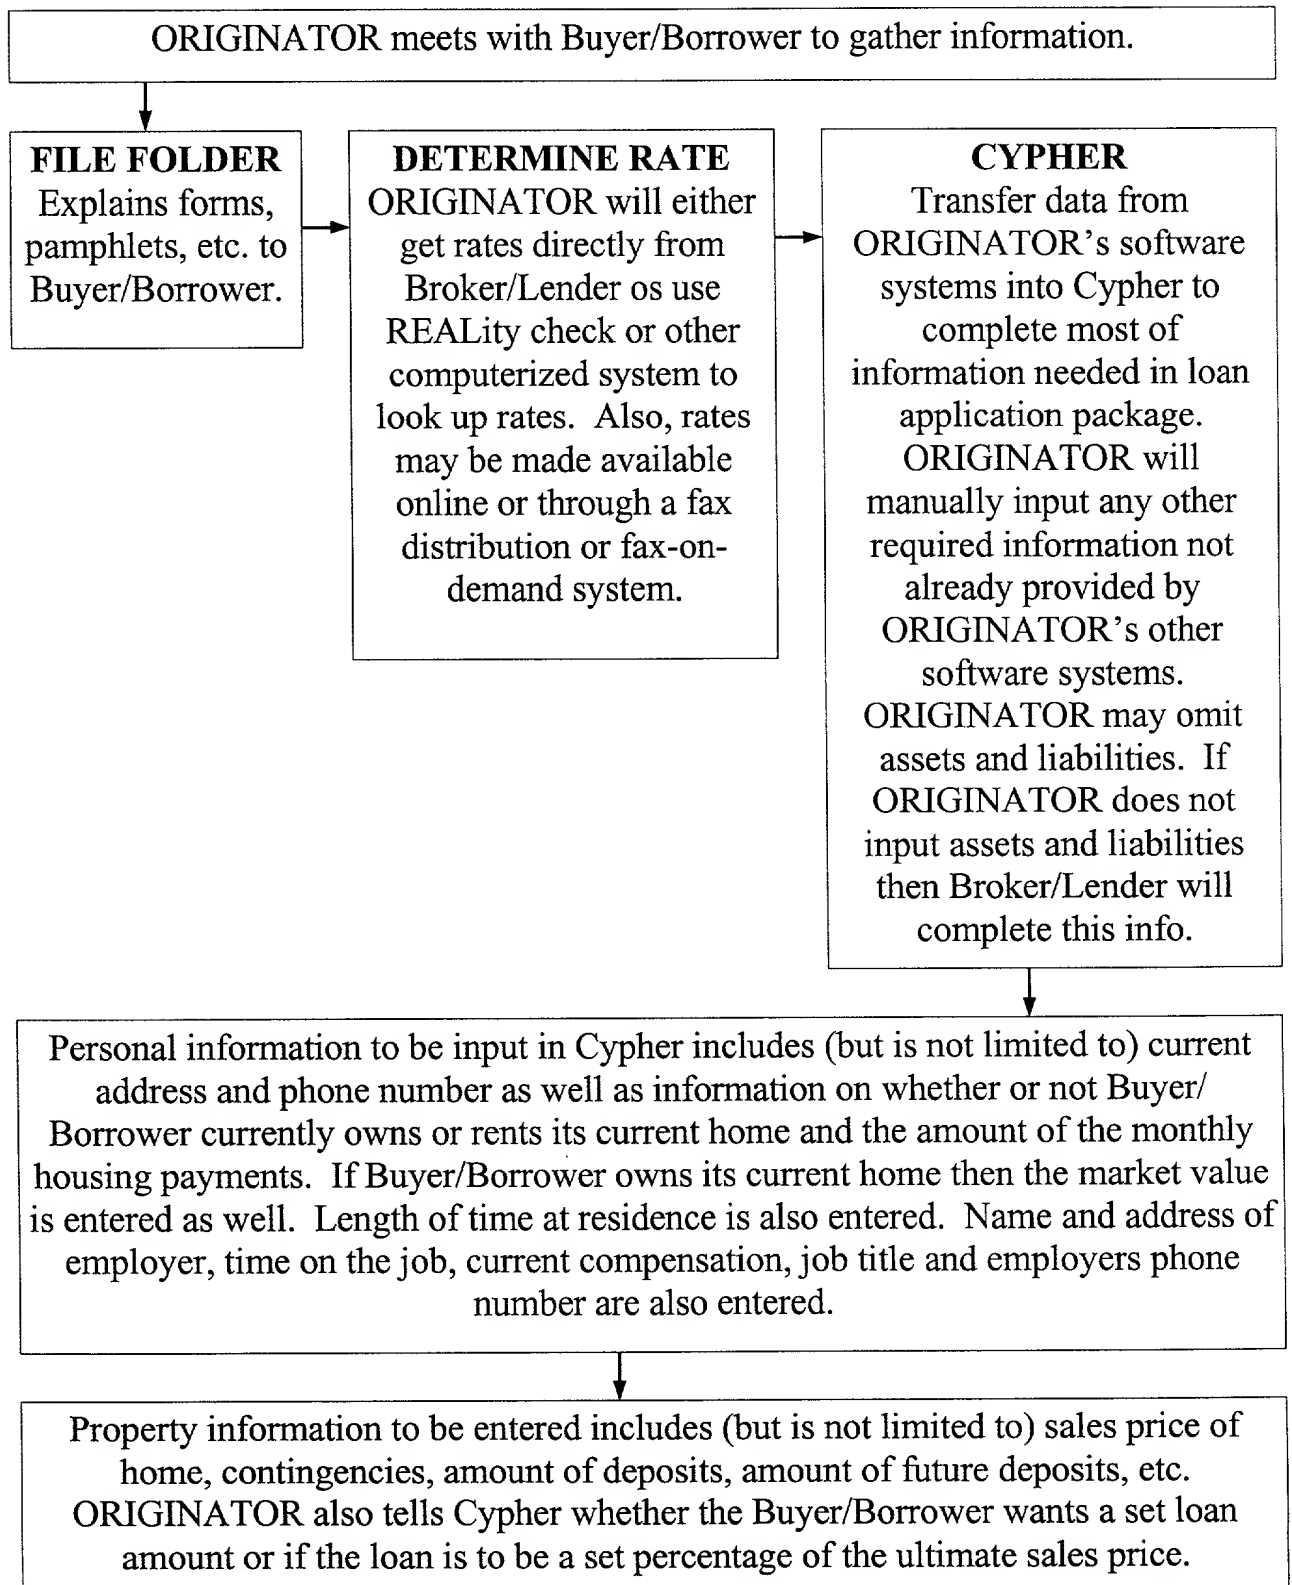 ORIGINATOR meets with Buyer/Borrower to gather information.
FILE FOLDER
Explains forms,
pamphlets, etc. to
Buyer/Borrower.
DETERMINE RATE
ORIGINATOR will either
get rates directly from
Broker/Lender os use
REALity check or other
computerized system to
look up rates.  Also, rates
may be made available
online or through a fax
distribution or fax-on-
demand system.
CYPHER
Transfer data from
ORIGINATOR's software
systems into Cypher to
complete most of
information needed in loan
application package.
ORIGINATOR will
manually input any other
required information not
already provided by
ORIGINATOR's other
software systems.
ORIGINATOR may omit
assets and liabilities.  If
ORIGINATOR does not
input assets and liabilities
then Broker/Lender will
complete this info.
Personal information to be input in Cypher includes (but is not limited to) current
address and phone number as well as information on whether or not Buyer/
Borrower currently owns or rents its current home and the amount of the monthly
housing payments.  If Buyer/Borrower owns its current home then the market value
is entered as well.  Length of time at residence is also entered.  Name and address of
employer, time on the job, current compensation, job title and employers phone
number are also entered.
Property information to be entered includes (but is not limited to) sales price of
home, contingencies, amount of deposits, amount of future deposits, etc.
ORIGINATOR also tells Cypher whether the Buyer/Borrower wants a set loan
amount or if the loan is to be a set percentage of the ultimate sales price.